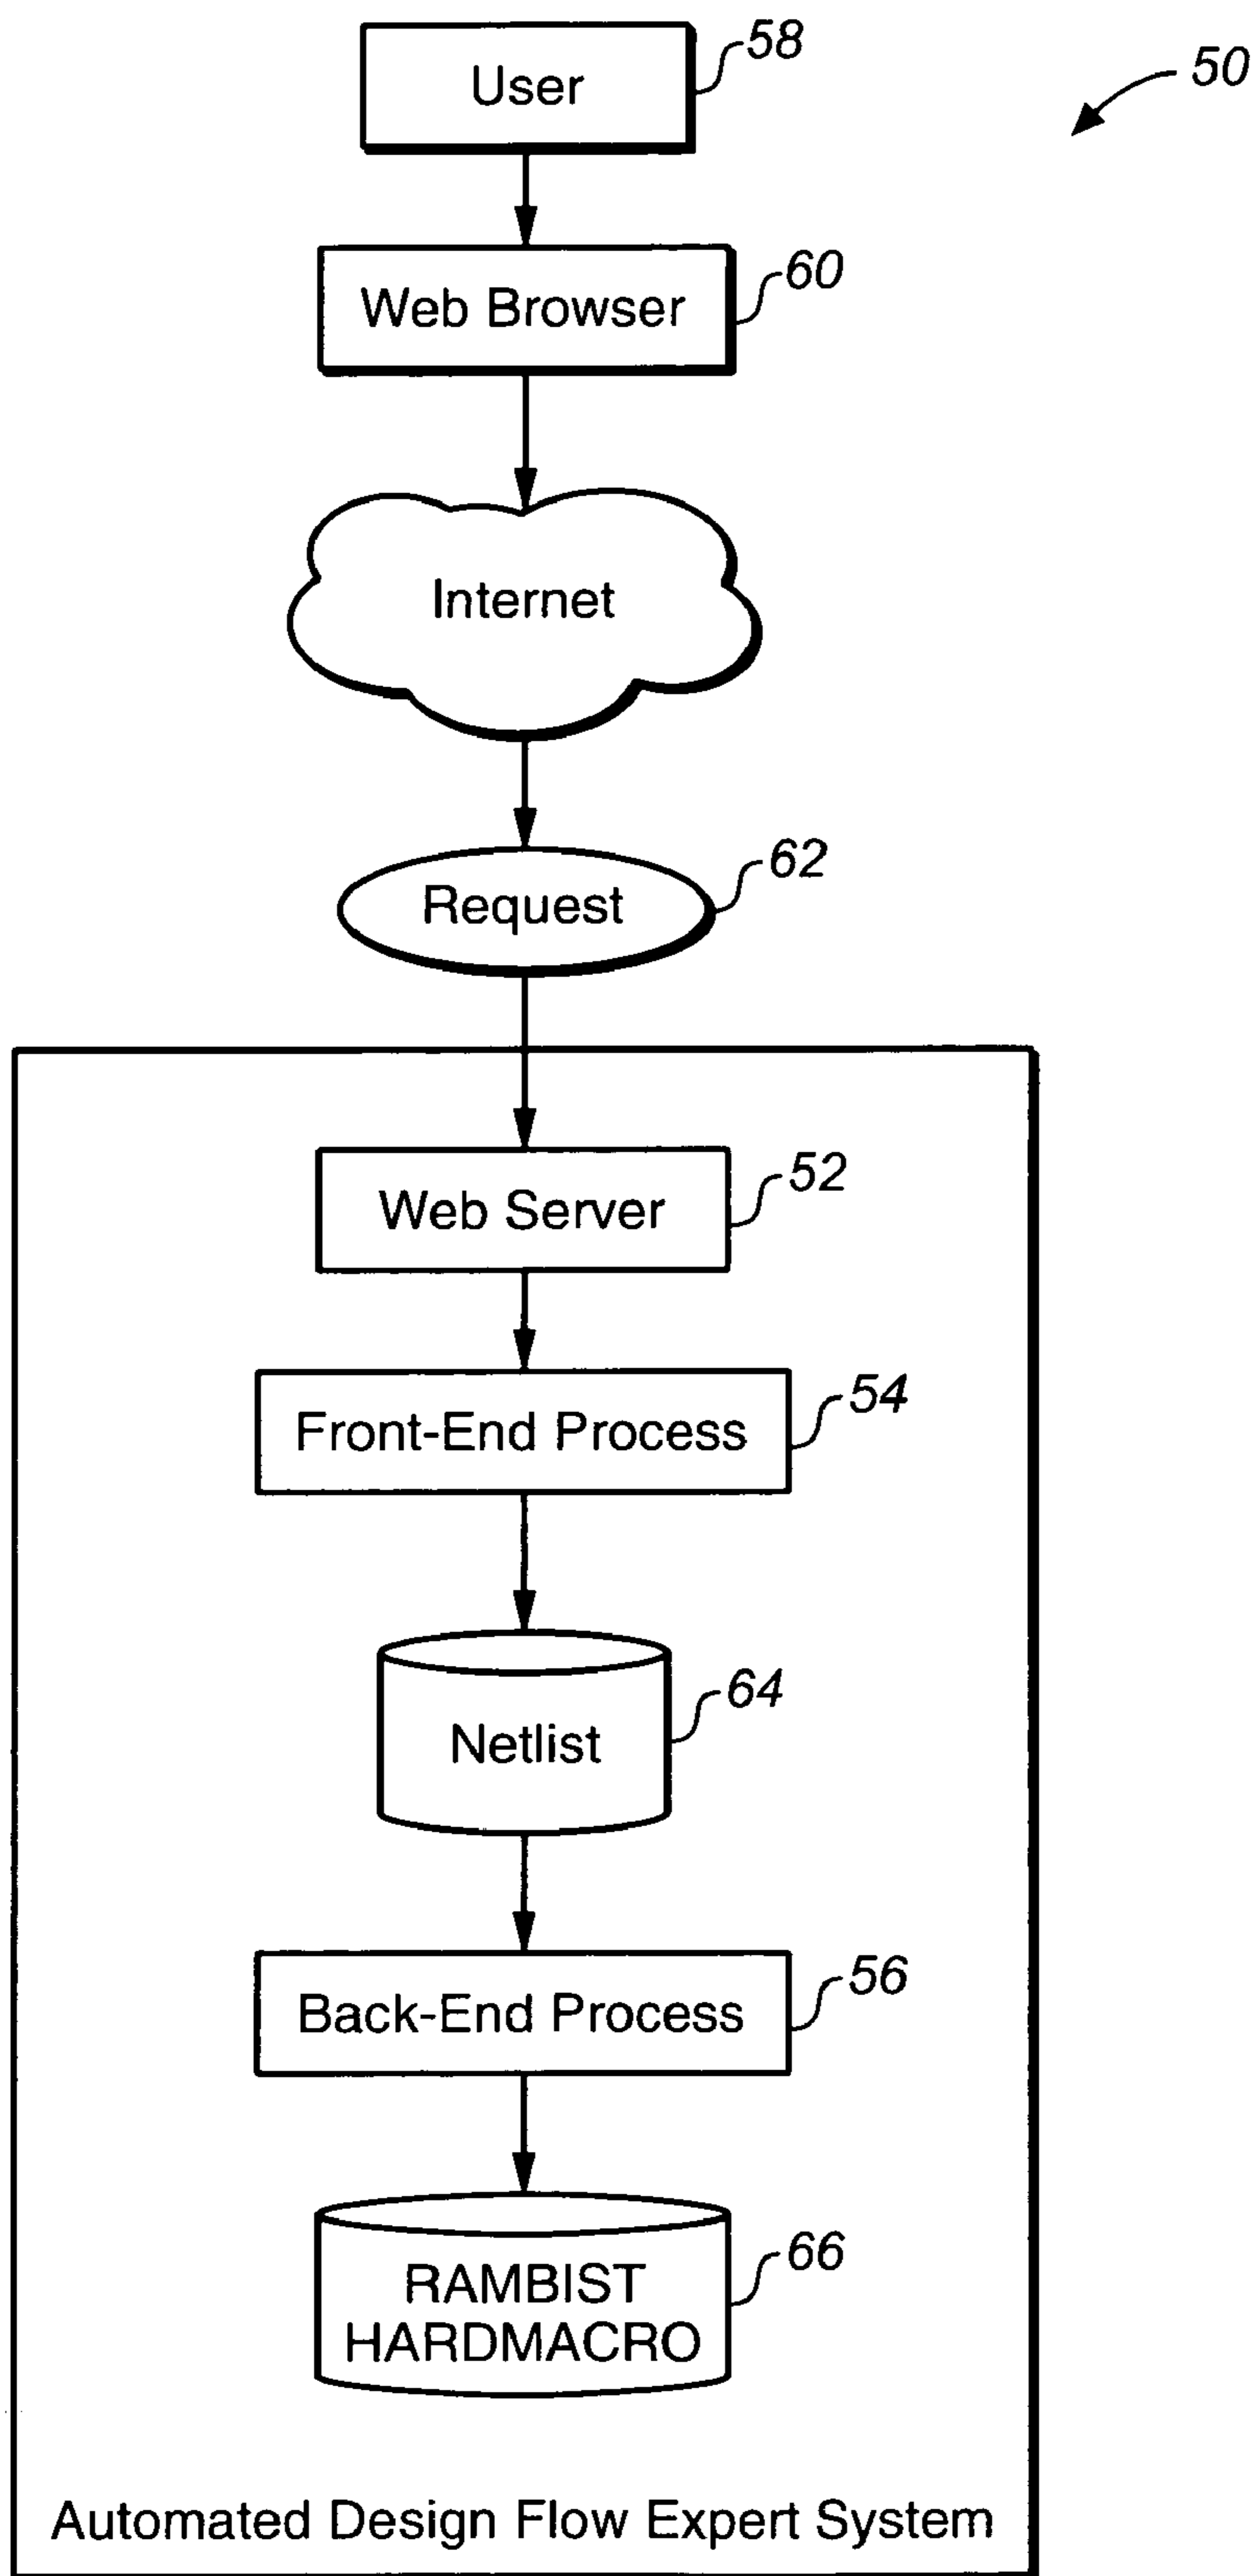 58
User
50
60
Web Browser
Internet
62
Request
52
Web Server
54
Front-End Process
64
Netlist
56
Back-End Process
66
RAMBIST
HARDMACRO
Automated Design Flow Expert System